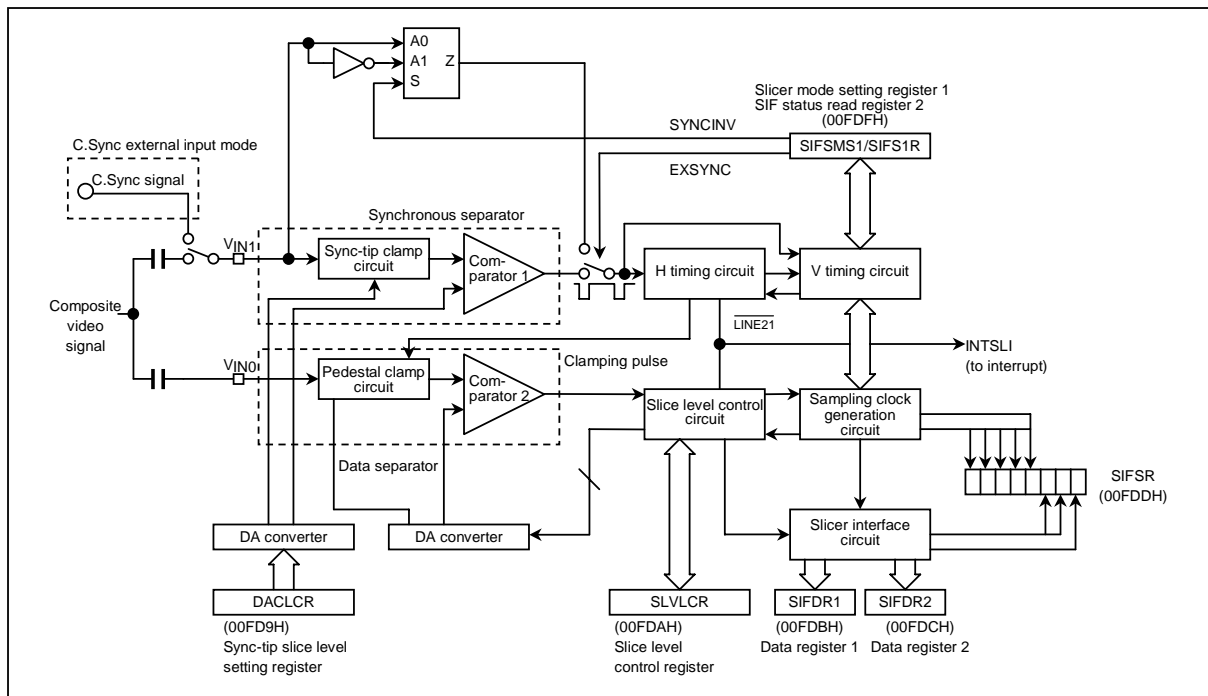 A0
A1
Z
S
Slicer mode setting register 1
SIF status read register 2
(00FDFH)
SYNCINV
SIFSMS1/SIFS1R
C.Sync external input mode
C.Sync signal
EXSYNC
Synchronous separator
VIN1
Sync-tip clamp
circuit
Com-
parator 1
H timing circuit
V timing circuit
Composite
video
signal
LINE21
INTSLI
(to interrupt)
Clamping pulse
VIN0
Pedestal clamp
circuit
Com-
parator 2
Slice level control
circuit
Sampling clock
generation
circuit
Data separator
SIFSR
(00FDDH)
DA converter
DA converter
Slicer interface
circuit
DACLCR
SLVLCR
SIFDR1
SIFDR2
(00FD9H)
Sync-tip slice level
setting register
(00FDAH)
Slice level
control register
(00FDBH)
Data register 1
(00FDCH)
Data register 2